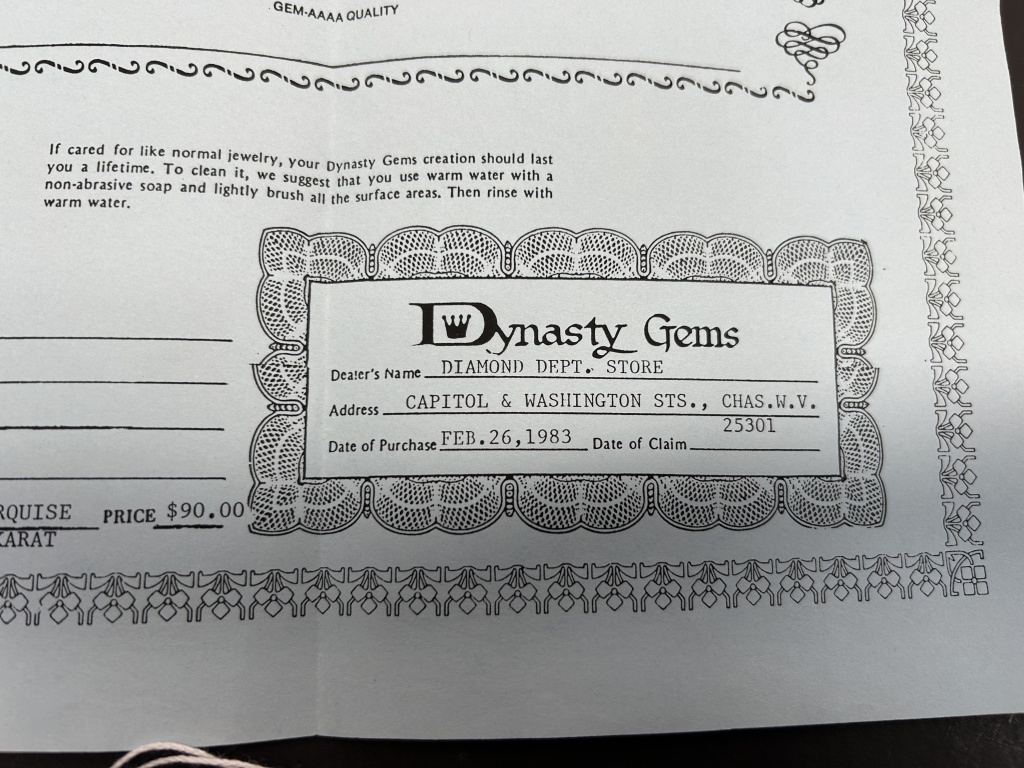 GEM-AAAA QUALITY
If cared for like normal jewelry, your Dynasty Gems creation should last
you a lifetime. To clean it, we suggest that you use warm water with a
non-abrasive soap and lightly brush all the surface areas. Then rinse with
warm water.
Dynasty Gems
Dealer's Name DIAMOND DEPT. STORE
Address CAPITOL & WASHINGTON STS., CHAS.W.V.
25301
Date of Purchase FEB.26,1983 Date of Claim
RQUISE PRICE $90.00
KARAT